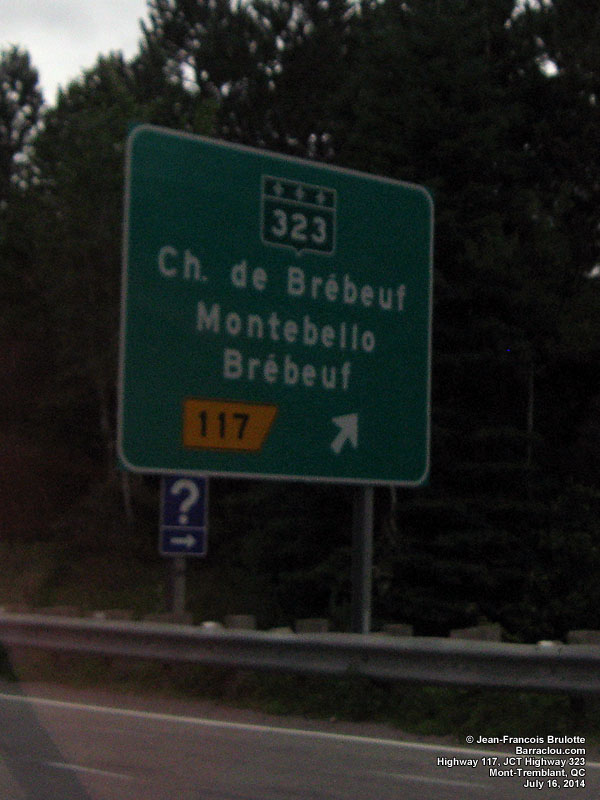 323
Ch. de Brébeuf
Montebello
Brébeuf
117
?
© Jean-Francois Brulotte
Barraclou.com
Highway 117, JCT Highway 323
Mont-Tremblant, QC
July 16, 2014